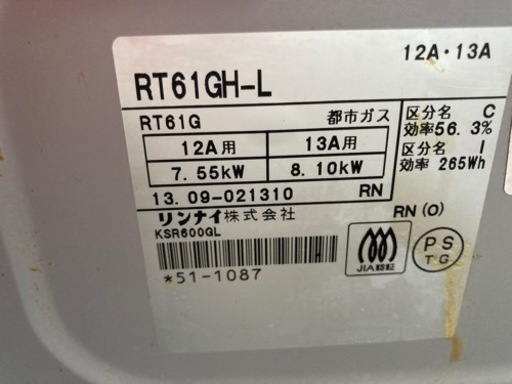 12A・13A
RT61GH-L
RT61G 都市ガス
12A用 13A用
7.55kW 8.10kW
区分名 C
効率56.3%
区分名 I
効率 265Wh
13.09-021310 RN
リンナイ株式会社
KSR600GL
RN(O)
*51-1087
JIA認証
PS
TG